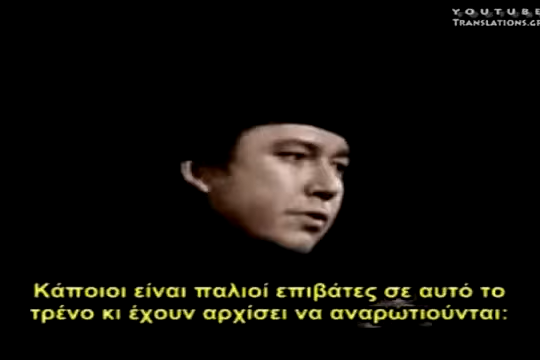 YOUTUBE
TRANSLATIONS.GR
Κάποιοι είναι παλιοί επιβάτες σε αυτό το
τρένο κι έχουν αρχίσει να αναρωτιούνται: